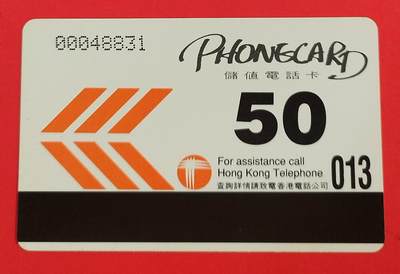 00048831
PHONECARD
儲值電話卡
50
For assistance call
Hong Kong Telephone 013
查詢詳情請致電香港電話公司